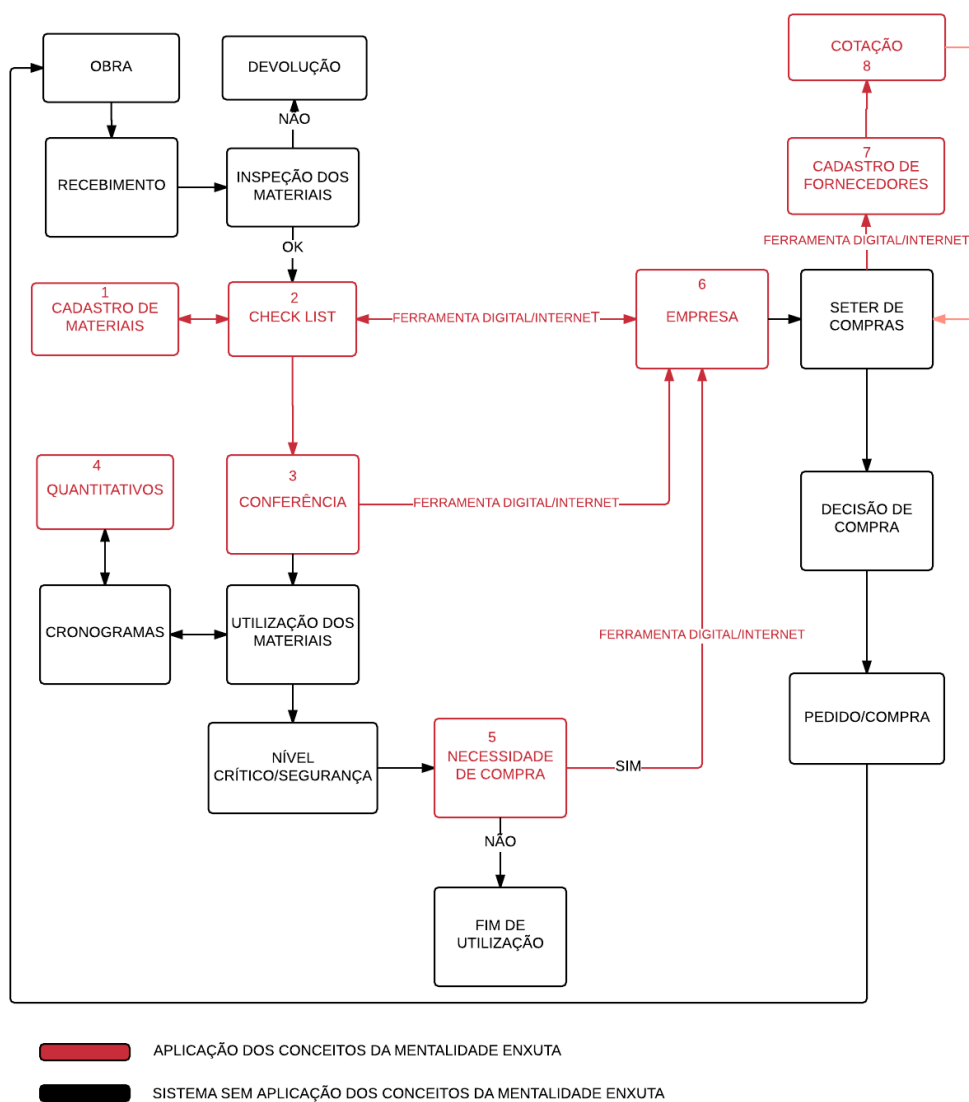 OBRA
DEVOLUÇÃO
COTAÇÃO
8
NÃO
RECEBIMENTO
INSPEÇÃO DOS
MATERIAIS
7
CADASTRO DE
FORNECEDORES
OK
FERRAMENTA DIGITAL/INTERNET
1
CADASTRO DE
MATERIAIS
2
CHECK LIST
FERRAMENTA DIGITAL/INTERNET
6
EMPRESA
SETER DE
COMPRAS
4
QUANTITATIVOS
3
CONFERÊNCIA
FERRAMENTA DIGITAL/INTERNET
DECISÃO DE
COMPRA
CRONOGRAMAS
UTILIZAÇÃO DOS
MATERIAIS
FERRAMENTA DIGITAL/INTERNET
PEDIDO/COMPRA
NÍVEL
CRÍTICO/SEGURANÇA
5
NECESSIDADE
DE COMPRA
SIM
NÃO
FIM DE
UTILIZAÇÃO
APLICAÇÃO DOS CONCEITOS DA MENTALIDADE ENXUTA
SISTEMA SEM APLICAÇÃO DOS CONCEITOS DA MENTALIDADE ENXUTA